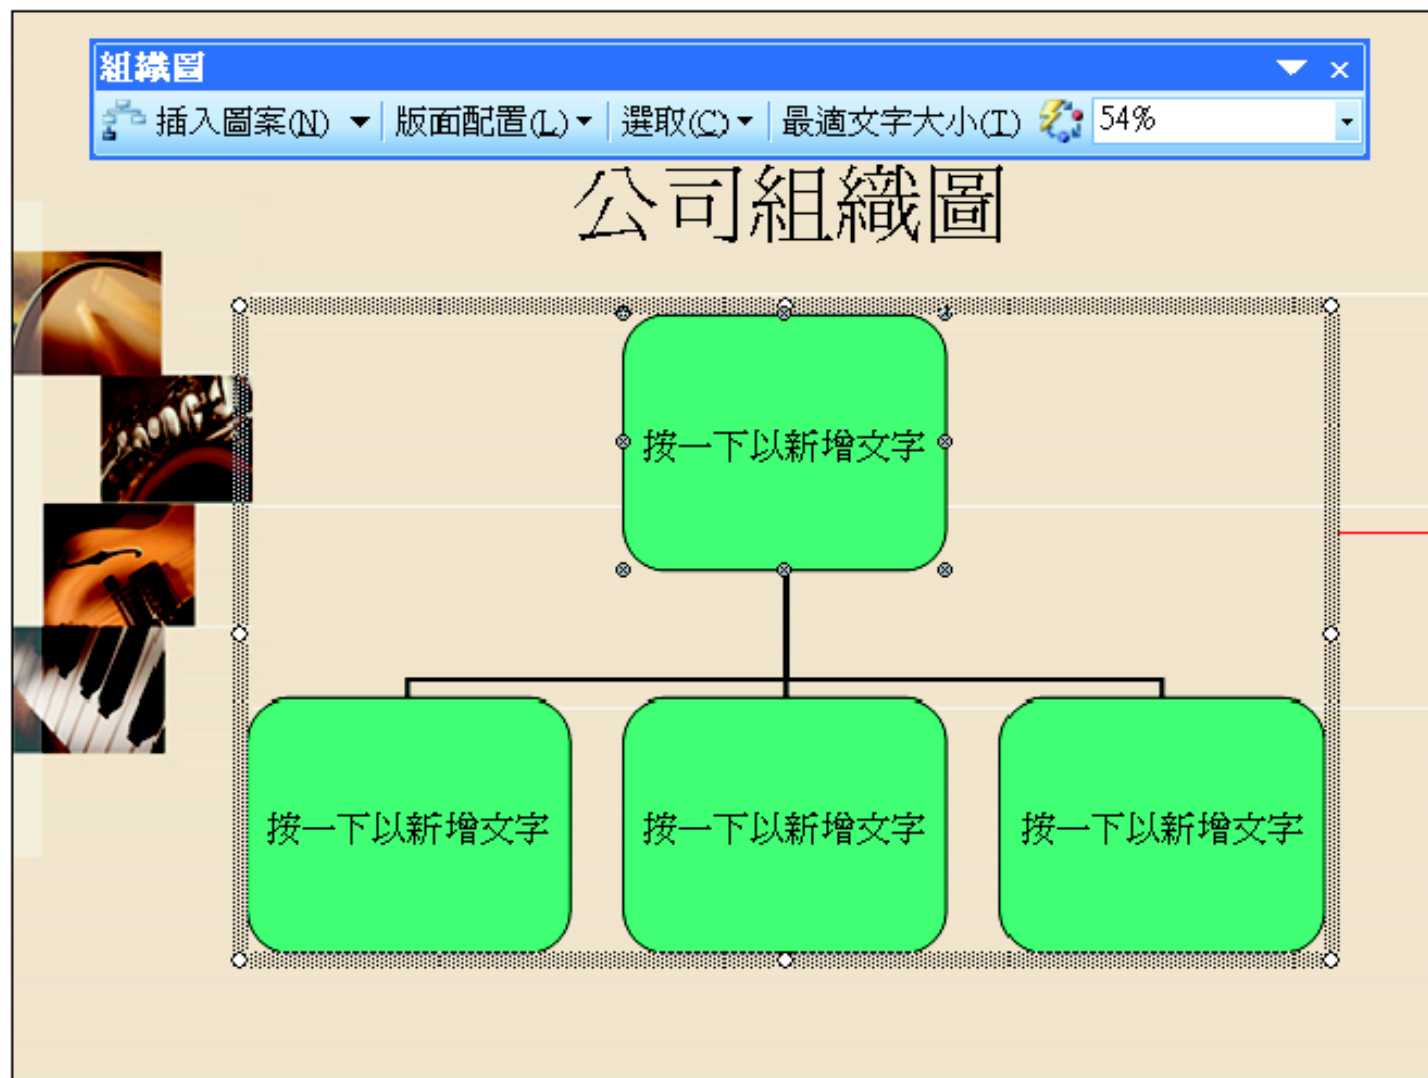 組織圖
插入圖案(N) 版面配置(L) 選取(C) 最適文字大小(T) 54%
公司組織圖
按一下以新增文字
按一下以新增文字 按一下以新增文字 按一下以新增文字